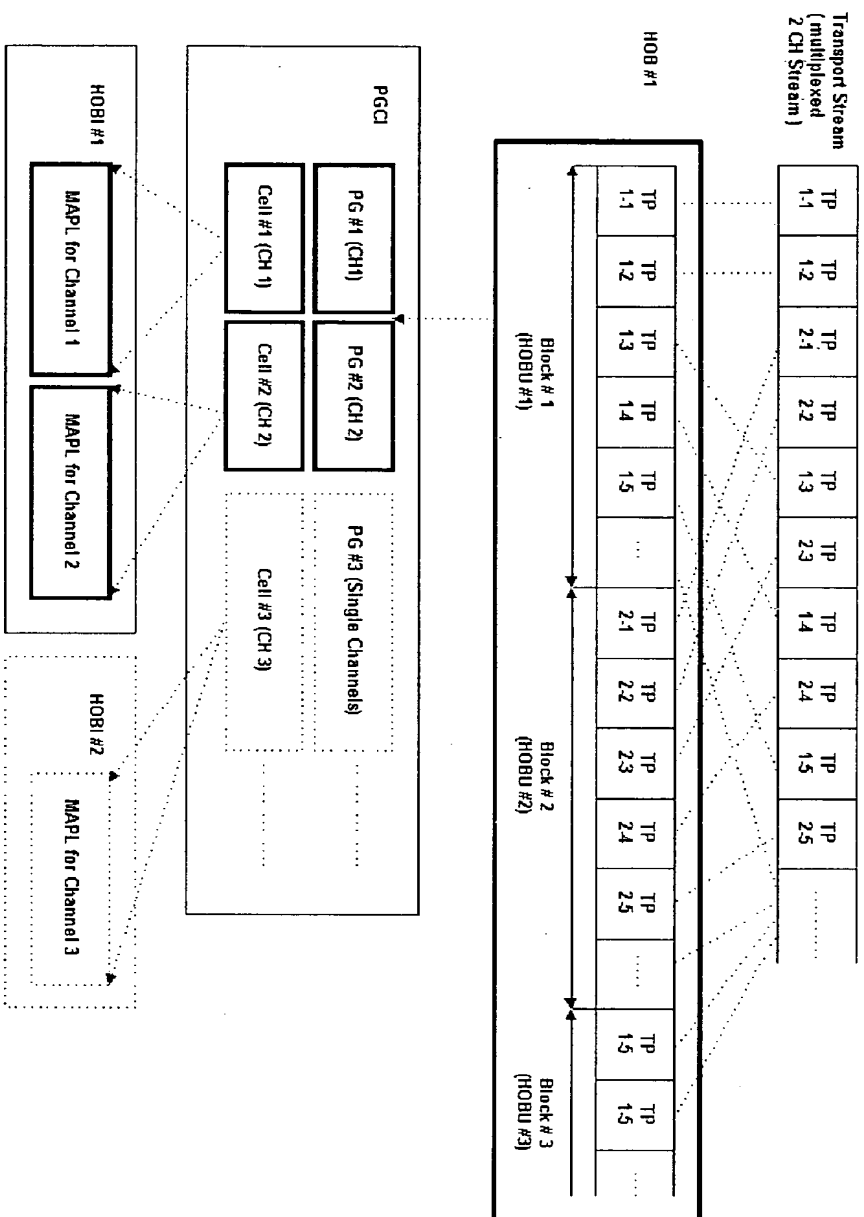 Transport Stream
( multiplexed
2 CH Stream )
TP
1-1
TP
1-2
TP
2-1
TP
2-2
TP
1-3
TP
2-3
TP
1-4
TP
2-4
TP
1-5
TP
2-5
........
HOB #1
TP
1-1
TP
1-2
TP
1-3
TP
1-4
TP
1-5
....
TP
2-1
TP
2-2
TP
2-3
TP
2-4
TP
2-5
.....
TP
1-5
TP
1-5
.....
Block # 1
(HOBU #1)
Block # 2
(HOBU #2)
Block # 3
(HOBU #3)
PGCI
PG #1 (CH1)
PG #2 (CH 2)
PG #3 (Single Channels)
........
Cell #1 (CH 1)
Cell #2 (CH 2)
Cell #3 (CH 3)
........
HOBI #1
MAPL for Channel 1
MAPL for Channel 2
HOBI #2
MAPL for Channel 3